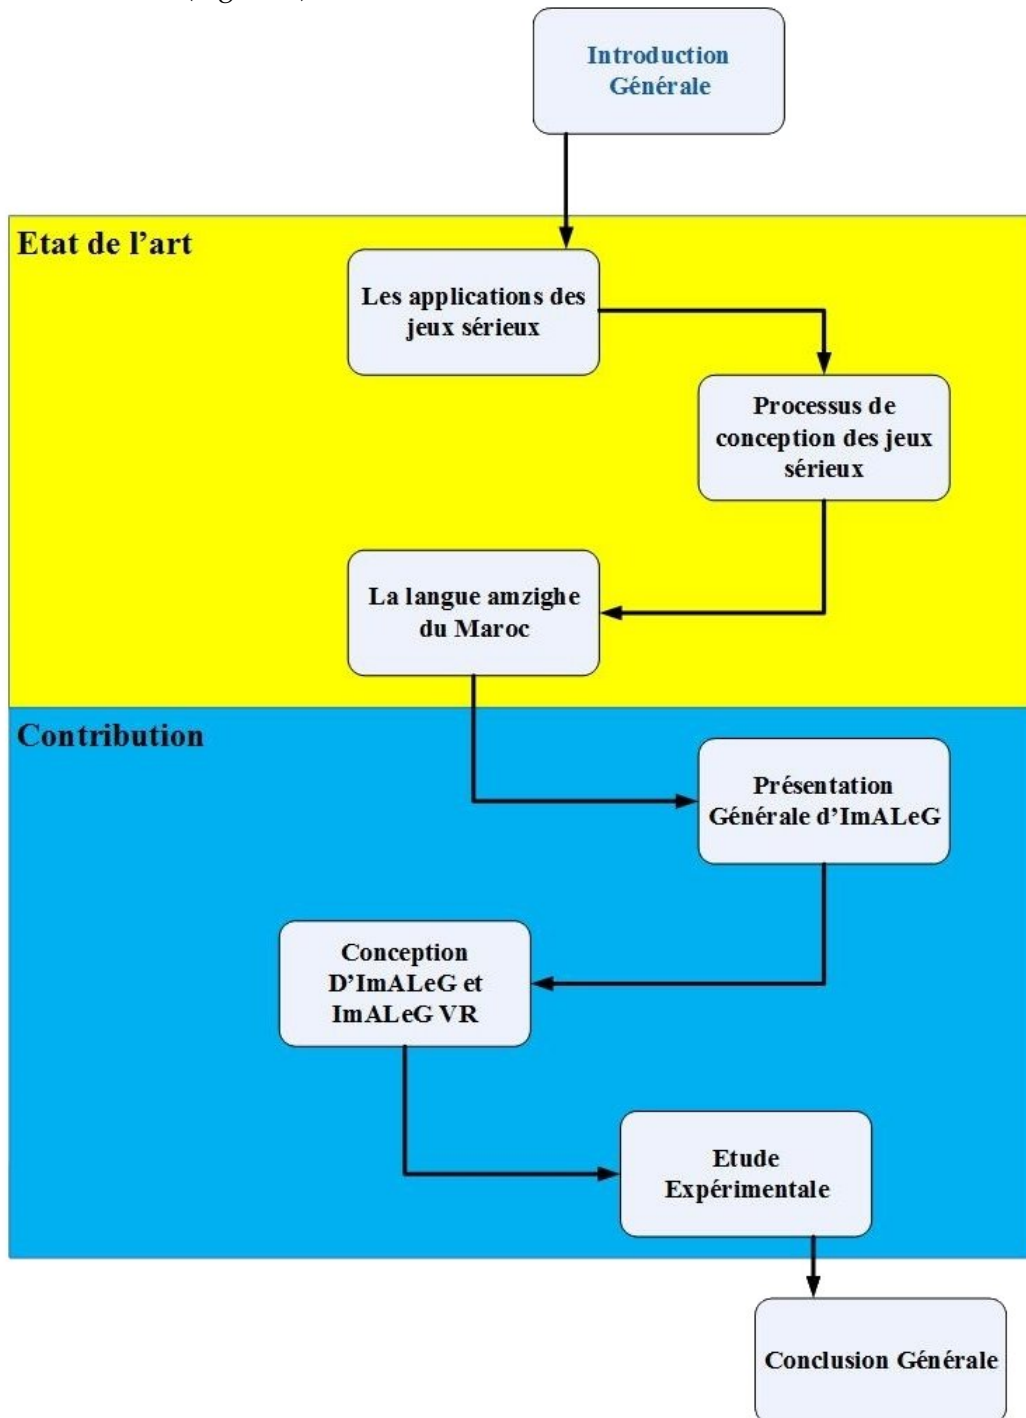 Introduction
Générale
Etat de l'art
Les applications des
jeux sérieux
Processus de
conception des jeux
sérieux
La langue amzighe
du Maroc
Contribution
Présentation
Générale d'ImALeG
Conception
D'ImALeG et
ImALeG VR
Etude
Expérimentale
Conclusion Générale